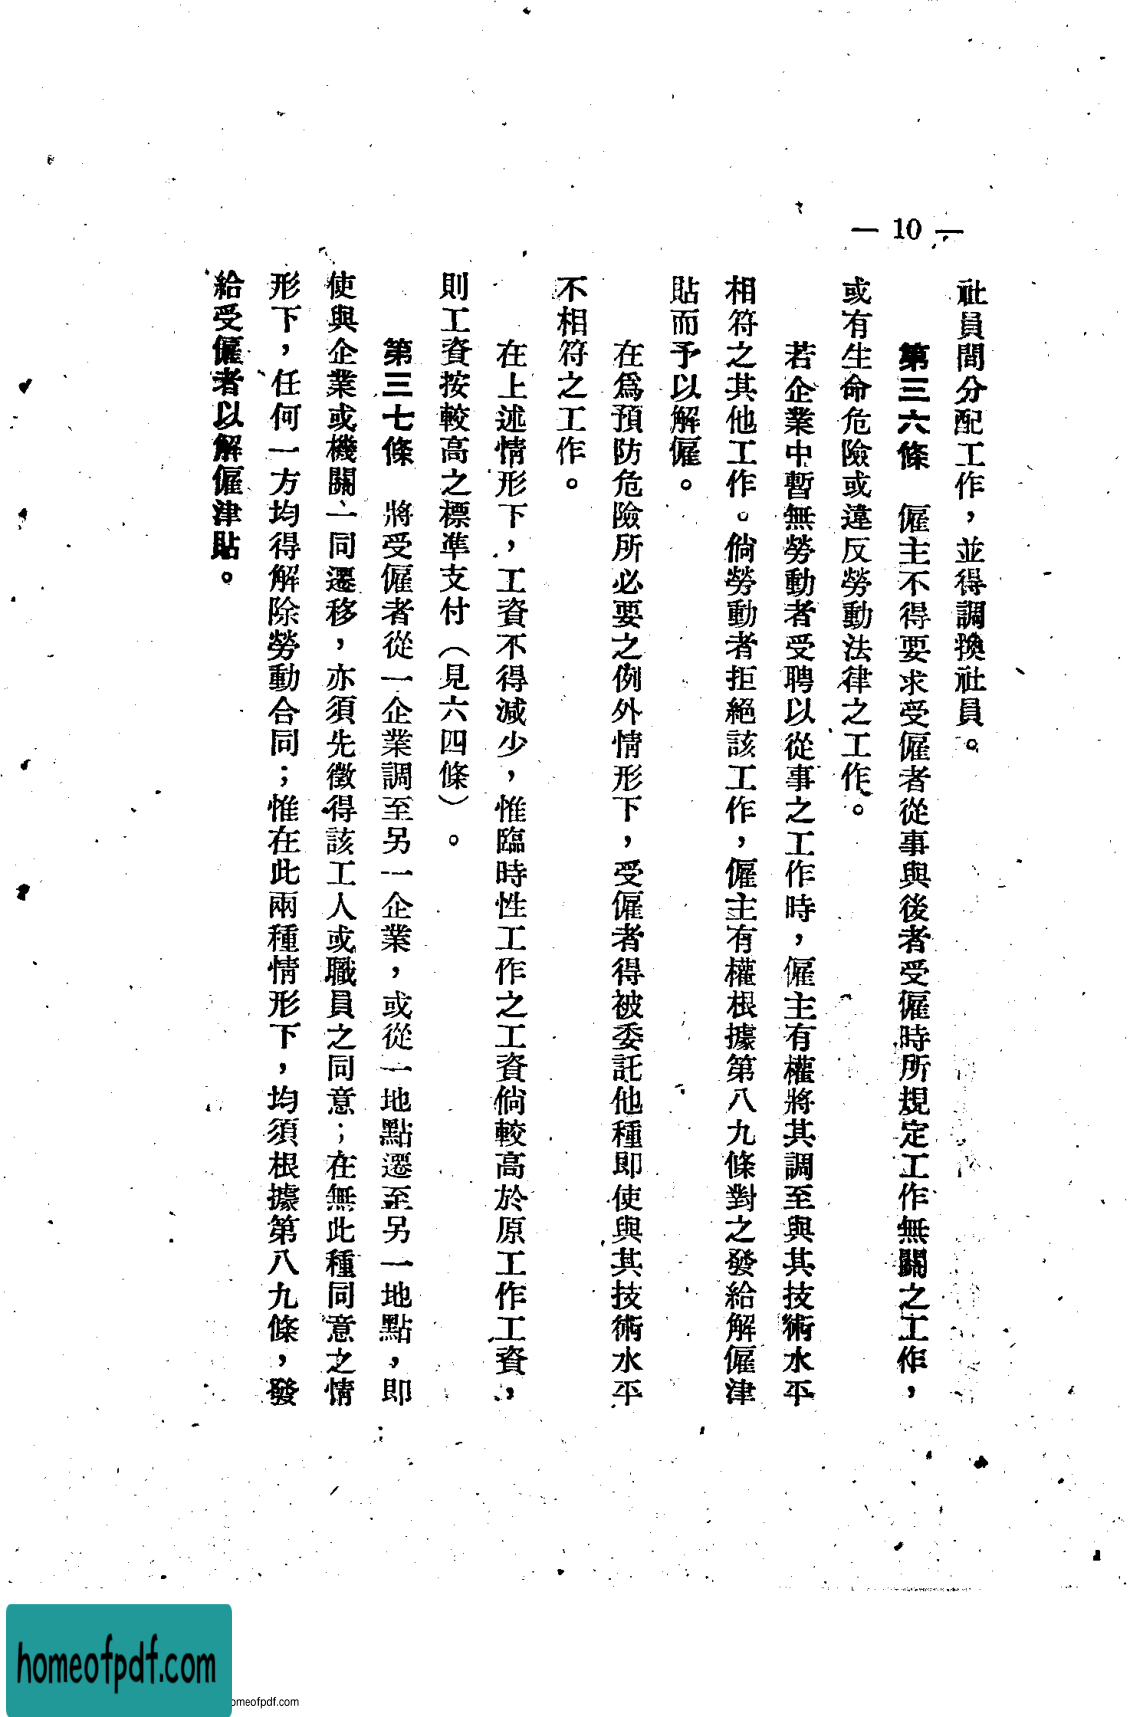 — 10 —
社員間分配工作，並得調換社員。
第三六條　僱主不得要求受僱者從事與後者受僱時所規定工作無關之工作，
或有生命危險或違反勞動法律之工作。
若企業中暫無勞動者受聘以從事之工作時，僱主有權將其調至與其技術水平
相符之其他工作。倘勞動者拒絕該工作，僱主有權根據第八九條對之發給解僱津
貼而予以解僱。
在爲預防危險所必要之例外情形下，受僱者得被委託他種即使與其技術水平
不相符之工作。
在上述情形下，工資不得減少，惟臨時性工作之工資倘較高於原工作工資，
則工資按較高之標準支付（見六四條）。
第三七條　將受僱者從一企業調至另一企業，或從一地點遷至另一地點，即
使與企業或機關一同遷移，亦須先徵得該工人或職員之同意；在無此種同意之情
形下，任何一方均得解除勞動合同；惟在此兩種情形下，均須根據第八九條，發
給受僱者以解僱津貼。
homeofpdf.com
omeofpdf.com